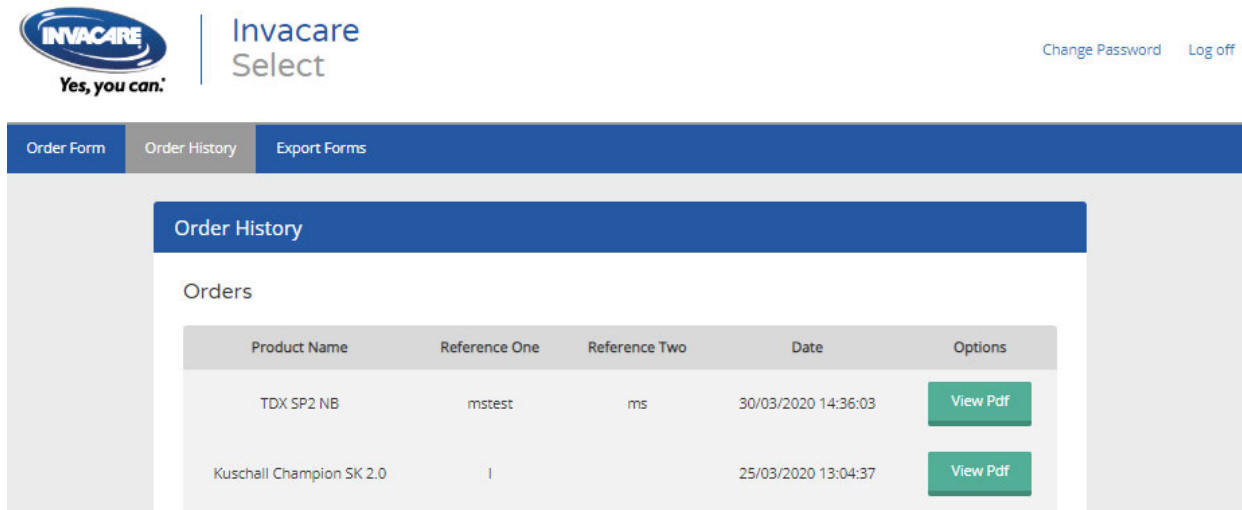 INVACARE
Yes, you can.
Invacare
Select
Change Password Log off
Order Form Order History Export Forms
Order History
Orders
Product Name Reference One Reference Two Date Options
TDX SP2 NB mstest ms 30/03/2020 14:36:03 View Pdf
Kuschall Champion SK 2.0 l 25/03/2020 13:04:37 View Pdf